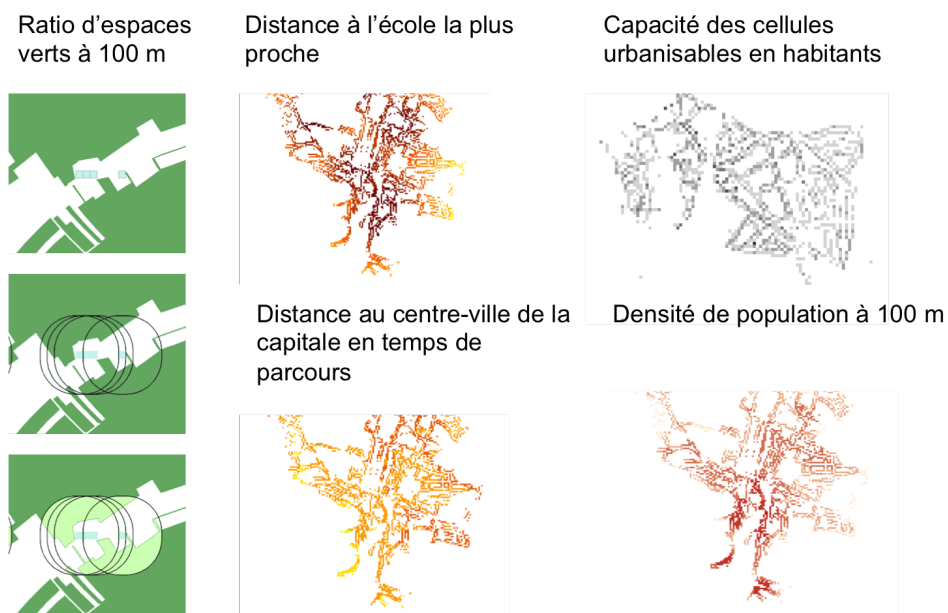 Ratio d’espaces
verts à 100 m
Distance à l’école la plus
proche
Capacité des cellules
urbanisables en habitants
Distance au centre-ville de la
capitale en temps de
parcours
Densité de population à 100 m